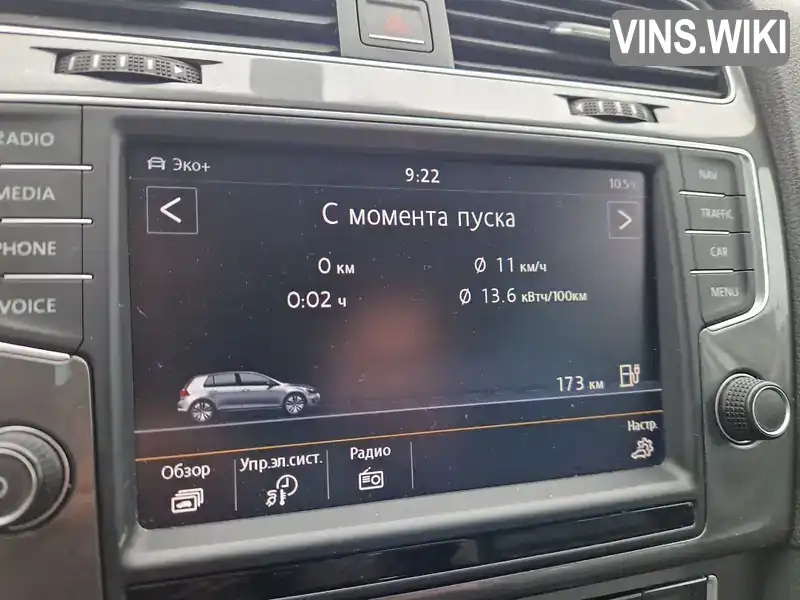 VINS.WIKI
RADIO
MEDIA
PHONE
VOICE
Эко+
9:22
10.5°C
С момента пуска
0 км
Ø 11 км/ч
0:02 ч
Ø 13.6 кВтч/100км
173 км
Обзор
Упр.эл.сист.
Радио
Настр.
NAV
TRAFFIC
CAR
MENU